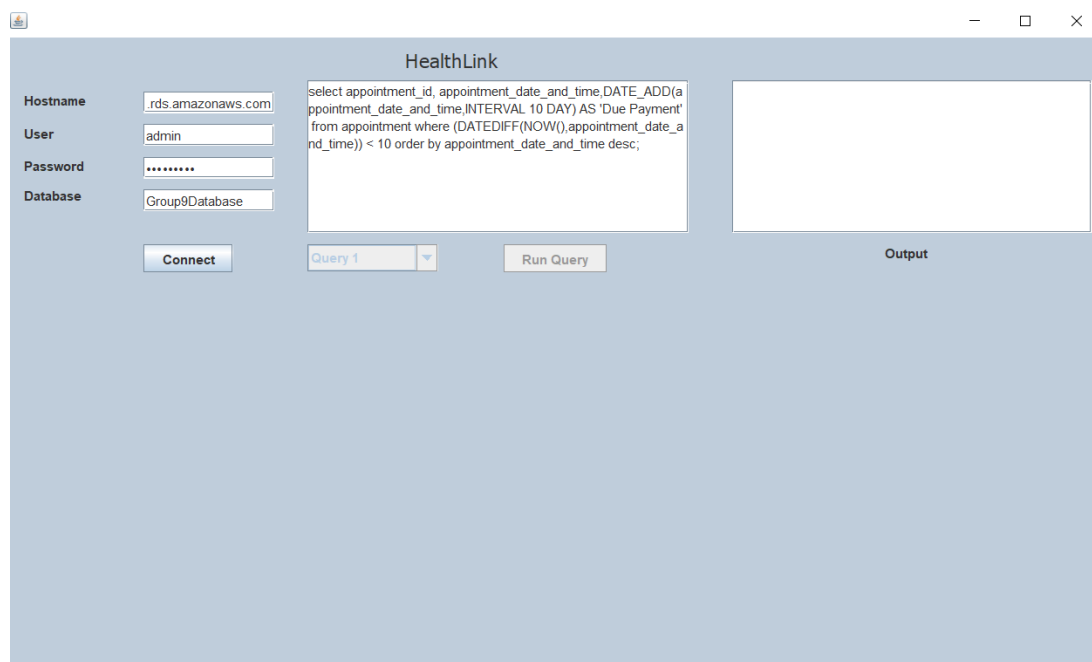 HealthLink
Hostname
.rds.amazonaws.com
User
admin
Password
•••••••••
Database
Group9Database
select appointment_id, appointment_date_and_time,DATE_ADD(a
ppointment_date_and_time,INTERVAL 10 DAY) AS 'Due Payment'
from appointment where (DATEDIFF(NOW(),appointment_date_a
nd_time)) < 10 order by appointment_date_and_time desc;
Connect
Query 1
Run Query
Output